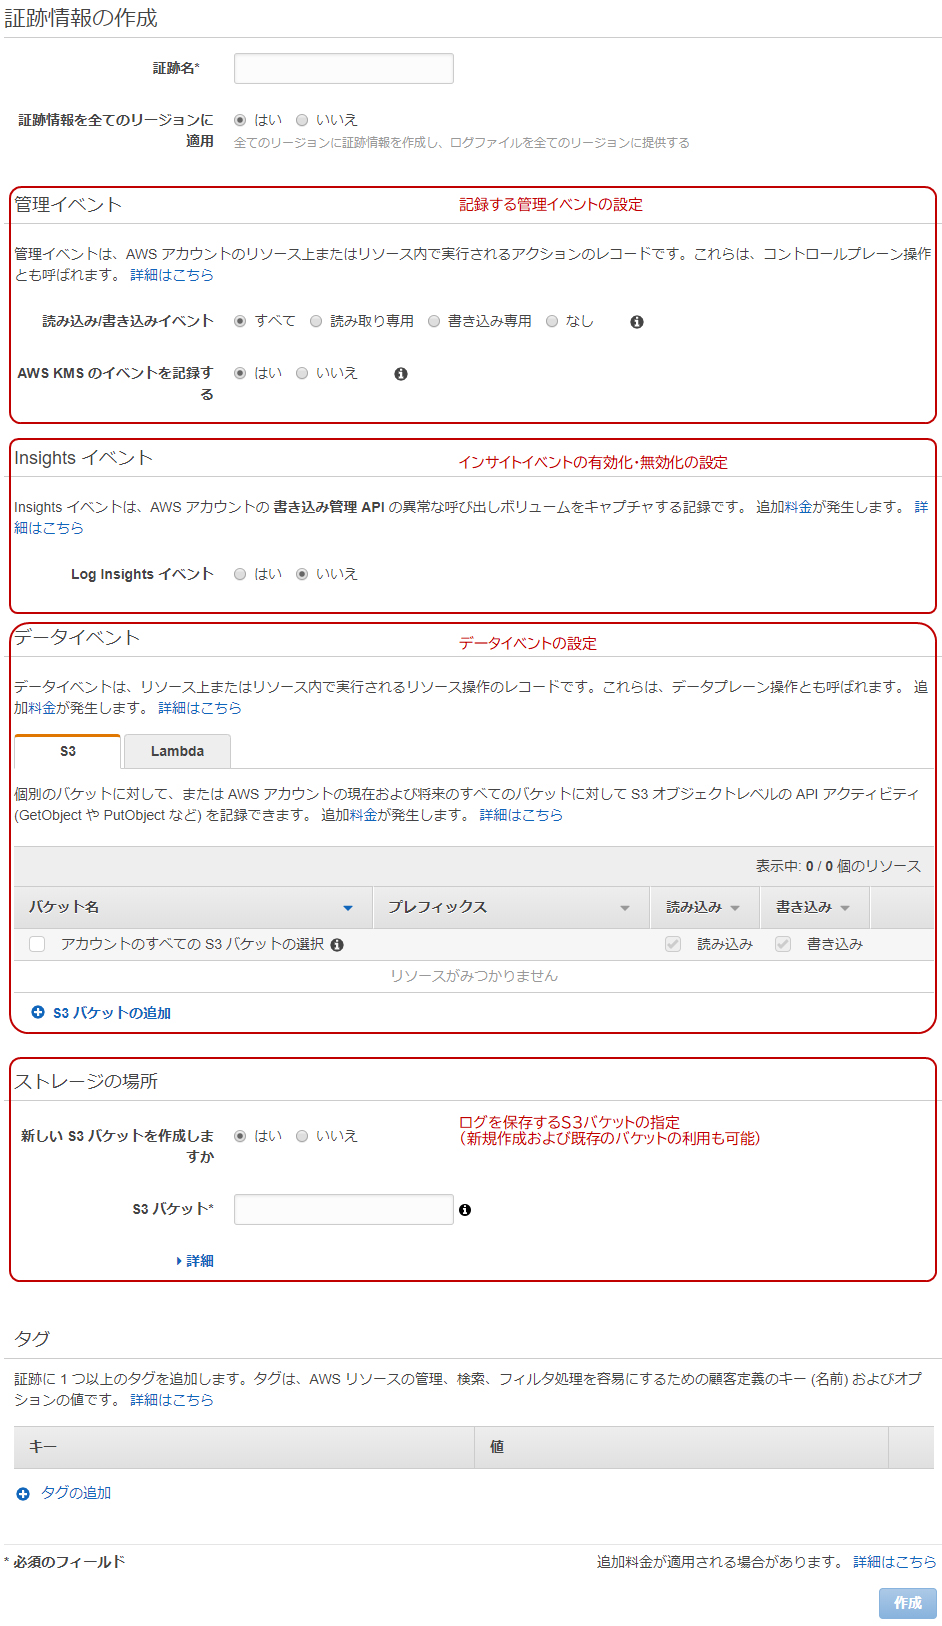 証跡情報の作成
証跡名*
証跡情報を全てのリージョンに
適用
はい いいえ
全てのリージョンに証跡情報を作成し、ログファイルを全てのリージョンに提供する
管理イベント
記録する管理イベントの設定
管理イベントは、AWS アカウントのリソース上またはリソース内で実行されるアクションのレコードです。これらは、コントロールプレーン操作
とも呼ばれます。 詳細はこちら
読み込み/書き込みイベント すべて 読み取り専用 書き込み専用 なし
AWS KMS のイベントを記録す
る
はい いいえ
Insights イベント
インサイトイベントの有効化・無効化の設定
Insights イベントは、AWS アカウントの 書き込み管理 API の異常な呼び出しボリュームをキャプチャする記録です。 追加料金が発生します。 詳
細はこちら
Log Insights イベント はい いいえ
データイベント
データイベントの設定
データイベントは、リソース上またはリソース内で実行されるリソース操作のレコードです。これらは、データプレーン操作とも呼ばれます。 追
加料金が発生します。 詳細はこちら
S3 Lambda
個別のバケットに対して、または AWS アカウントの現在および将来のすべてのバケットに対して S3 オブジェクトレベルの API アクティビティ
(GetObject や PutObject など) を記録できます。 追加料金が発生します。 詳細はこちら
表示中: 0 / 0 個のリソース
バケット名 プレフィックス 読み込み 書き込み
アカウントのすべての S3 バケットの選択 読み込み 書き込み
リソースがみつかりません
S3 バケットの追加
ストレージの場所
ログを保存するS3バケットの指定
（新規作成および既存のバケットの利用も可能）
新しい S3 バケットを作成しま
すか
はい いいえ
S3 バケット*
詳細
タグ
証跡に 1 つ以上のタグを追加します。タグは、AWS リソースの管理、検索、フィルタ処理を容易にするための顧客定義のキー (名前) およびオプ
ションの値です。 詳細はこちら
キー 値
タグの追加
* 必須のフィールド
追加料金が適用される場合があります。 詳細はこちら
作成